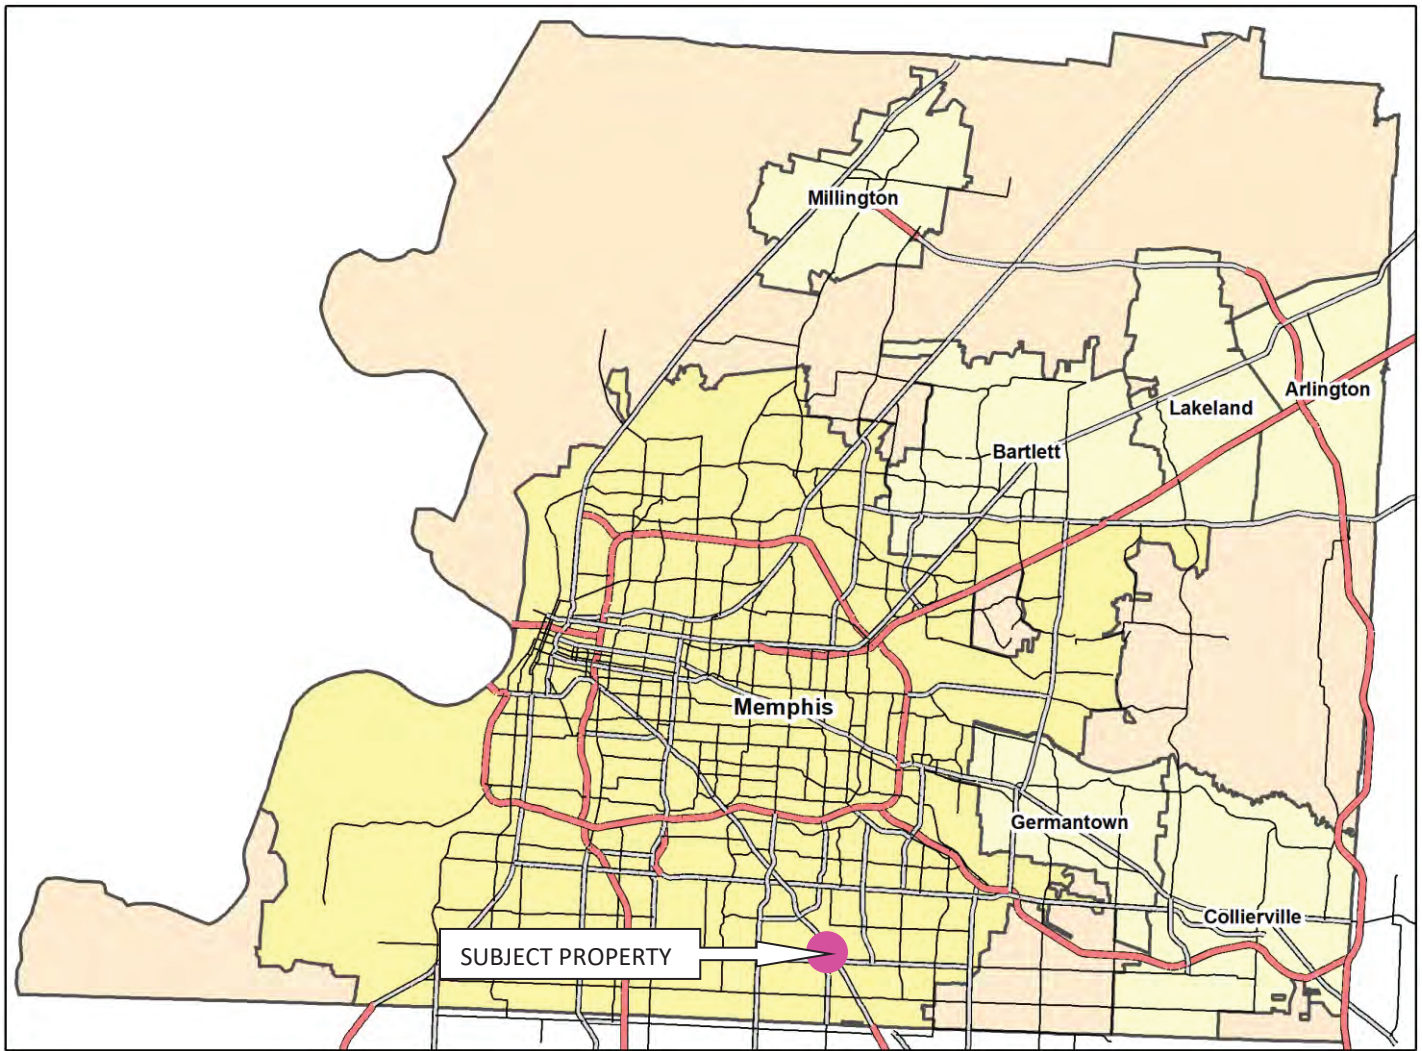 Millington
Arlington
Lakeland
Bartlett
Memphis
Germantown
Collierville
SUBJECT PROPERTY